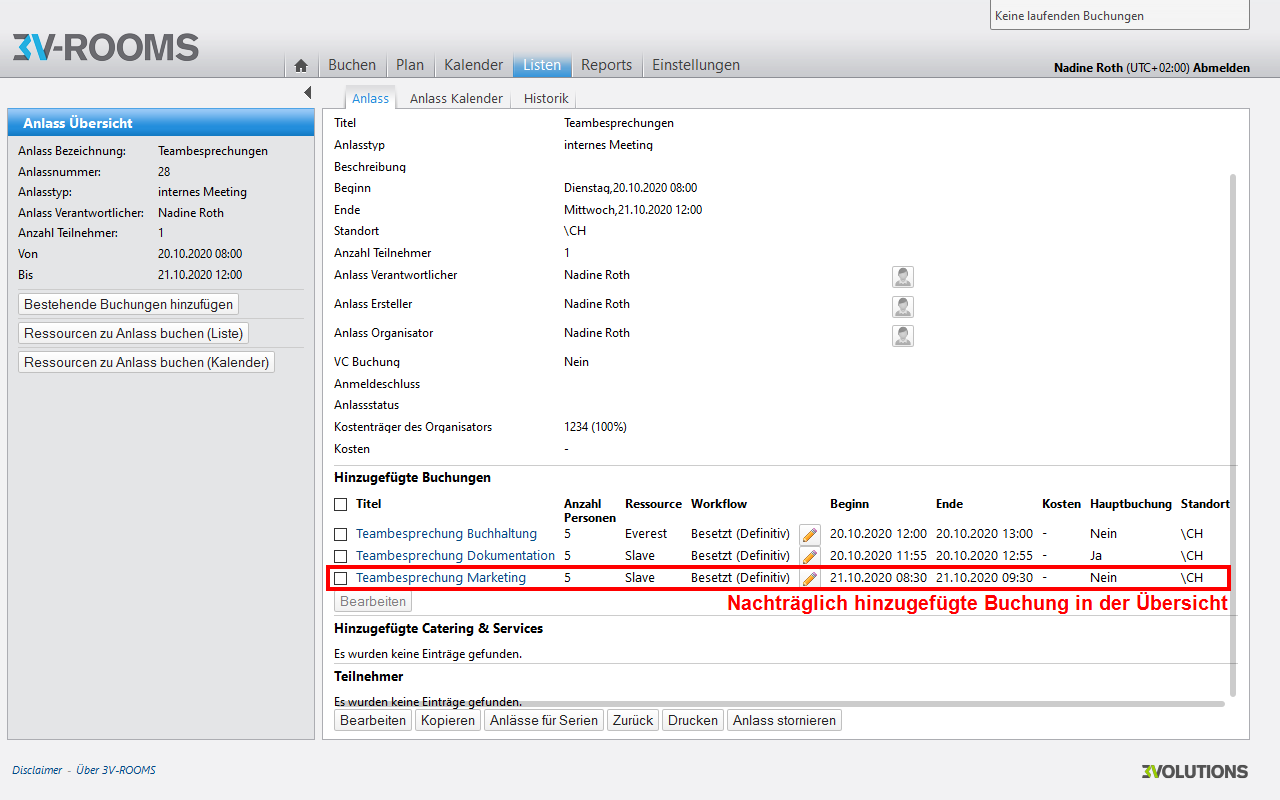 Keine laufenden Buchungen
3V-ROOMS
Buchen Plan Kalender Listen Reports Einstellungen
Nadine Roth (UTC+02:00) Abmelden
Anlass Anlass Kalender Historik
Anlass Übersicht
Anlass Bezeichnung: Teambesprechungen
Anlassnummer: 28
Anlasstyp: internes Meeting
Anlass Verantwortlicher: Nadine Roth
Anzahl Teilnehmer: 1
Von 20.10.2020 08:00
Bis 21.10.2020 12:00
Bestehende Buchungen hinzufügen
Ressourcen zu Anlass buchen (Liste)
Ressourcen zu Anlass buchen (Kalender)
Titel Teambesprechungen
Anlasstyp internes Meeting
Beschreibung
Beginn Dienstag,20.10.2020 08:00
Ende Mittwoch,21.10.2020 12:00
Standort \CH
Anzahl Teilnehmer 1
Anlass Verantwortlicher Nadine Roth
Anlass Ersteller Nadine Roth
Anlass Organisator Nadine Roth
VC Buchung Nein
Anmeldeschluss
Anlassstatus
Kostenträger des Organisators 1234 (100%)
Kosten -
Hinzugefügte Buchungen
Titel Anzahl Personen Ressource Workflow Beginn Ende Kosten Hauptbuchung Standort
Teambesprechung Buchhaltung 5 Everest Besetzt (Definitiv) 20.10.2020 12:00 20.10.2020 13:00 - Nein \CH
Teambesprechung Dokumentation 5 Slave Besetzt (Definitiv) 20.10.2020 11:55 20.10.2020 12:55 - Ja \CH
Teambesprechung Marketing 5 Slave Besetzt (Definitiv) 21.10.2020 08:30 21.10.2020 09:30 - Nein \CH
Bearbeiten Nachträglich hinzugefügte Buchung in der Übersicht
Hinzugefügte Catering & Services
Es wurden keine Einträge gefunden.
Teilnehmer
Es wurden keine Einträge gefunden.
Bearbeiten Kopieren Anlässe für Serien Zurück Drucken Anlass stornieren
Disclaimer - Über 3V-ROOMS
3VOLUTIONS